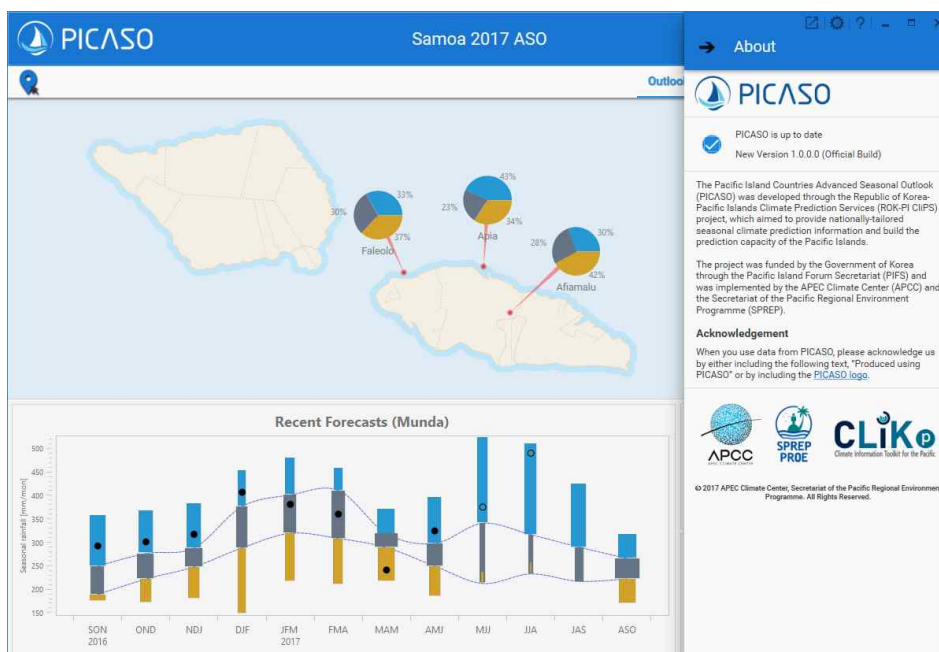 PICASO
Samoa 2017 ASO
Outloo
About
PICASO
PICASO is up to date
New Version 1.0.0.0 (Official Build)
The Pacific Island Countries Advanced Seasonal Outlook
(PICASO) was developed through the Republic of Korea-
Pacific Islands Climate Prediction Services (ROK-PI CliPS)
project, which aimed to provide nationally-tailored
seasonal climate prediction information and build the
prediction capacity of the Pacific Islands.
The project was funded by the Government of Korea
through the Pacific Island Forum Secretariat (PIFS) and
was implemented by the APEC Climate Center (APCC) and
the Secretariat of the Pacific Regional Environment
Programme (SPREP).
Acknowledgement
When you use data from PICASO, please acknowledge us
by either including the following text, "Produced using
PICASO" or by including the PICASO logo.
APCC
APEC CLIMATE CENTER
SPREP
PROE
CLiKp
Climate Information Toolkit for the Pacific
© 2017 APEC Climate Center, Secretariat of the Pacific Regional Environmen
Programme. All Rights Reserved.
33%
30%
37%
Faleolo
43%
23%
34%
Apia
30%
28%
42%
Afiamalu
Recent Forecasts (Munda)
Seasonal rainfall [mm/mon]
500
450
400
350
300
250
200
150
SON OND NDJ DJF JFM FMA MAM AMJ MJJ JJA JAS ASO
2016 2017